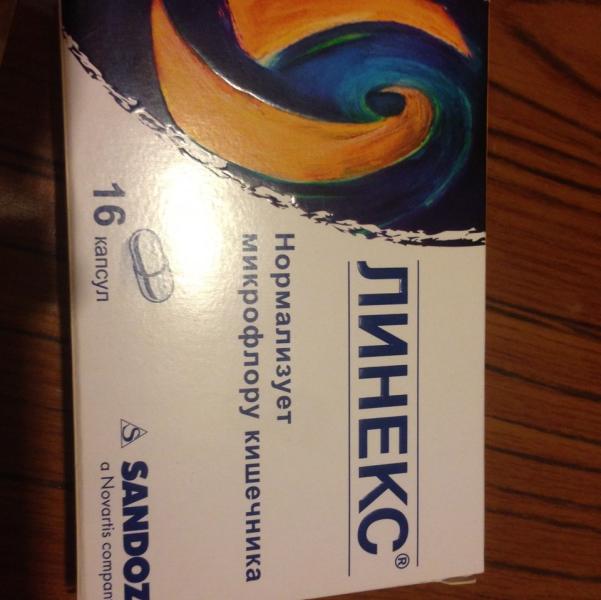 ЛИНЕКС®
Нормализует
микрофлору кишечника
16 капсул
SANDOZ
a Novartis company